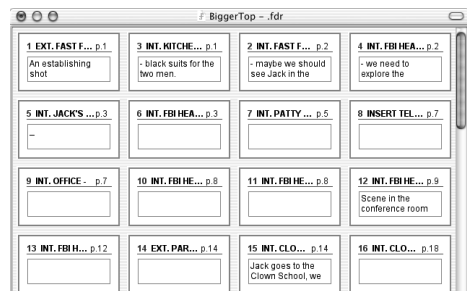 BiggerTop - .fdr
1 EXT. FAST F... p.1
An establishing
shot
3 INT. KITCHE... p.1
- black suits for the
two men.
2 INT. FAST F... p.2
- maybe we should
see Jack in the
4 INT. FBI HEA... p.2
- we need to
explore the
5 INT. JACK'S ... p.3
–
6 INT. FBI HEA... p.3
7 INT. PATTY ... p.5
8 INSERT TEL... p.7
9 INT. OFFICE - p.7
10 INT. FBI HE... p.8
11 INT. FBI HE... p.8
12 INT. FBI HE... p.9
Scene in the
conference room
13 INT. FBI H... p.12
14 EXT. PAR... p.14
15 INT. CLO... p.14
Jack goes to the
Clown School, we
16 INT. CLO... p.18